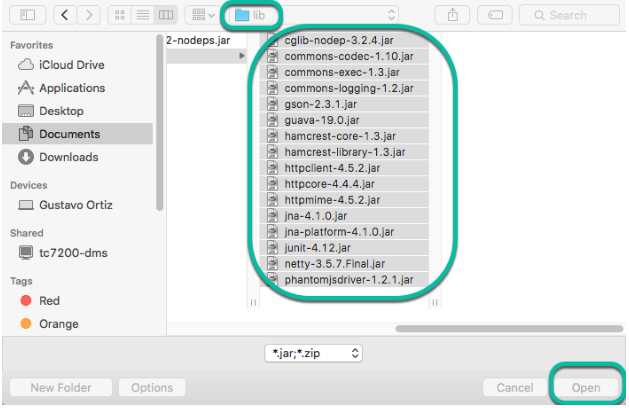 lib
Search
Favorites
iCloud Drive
Applications
Desktop
Documents
Downloads
Devices
Gustavo Ortiz
Shared
tc7200-dms
Tags
Red
Orange
2-nodeps.jar
cglib-nodep-3.2.4.jar
commons-codec-1.10.jar
commons-exec-1.3.jar
commons-logging-1.2.jar
gson-2.3.1.jar
guava-19.0.jar
hamcrest-core-1.3.jar
hamcrest-library-1.3.jar
httpclient-4.5.2.jar
httpcore-4.4.4.jar
httpmime-4.5.2.jar
jna-4.1.0.jar
jna-platform-4.1.0.jar
junit-4.12.jar
netty-3.5.7.Final.jar
phantomjsdriver-1.2.1.jar
*.jar;*.zip
New Folder
Options
Cancel
Open